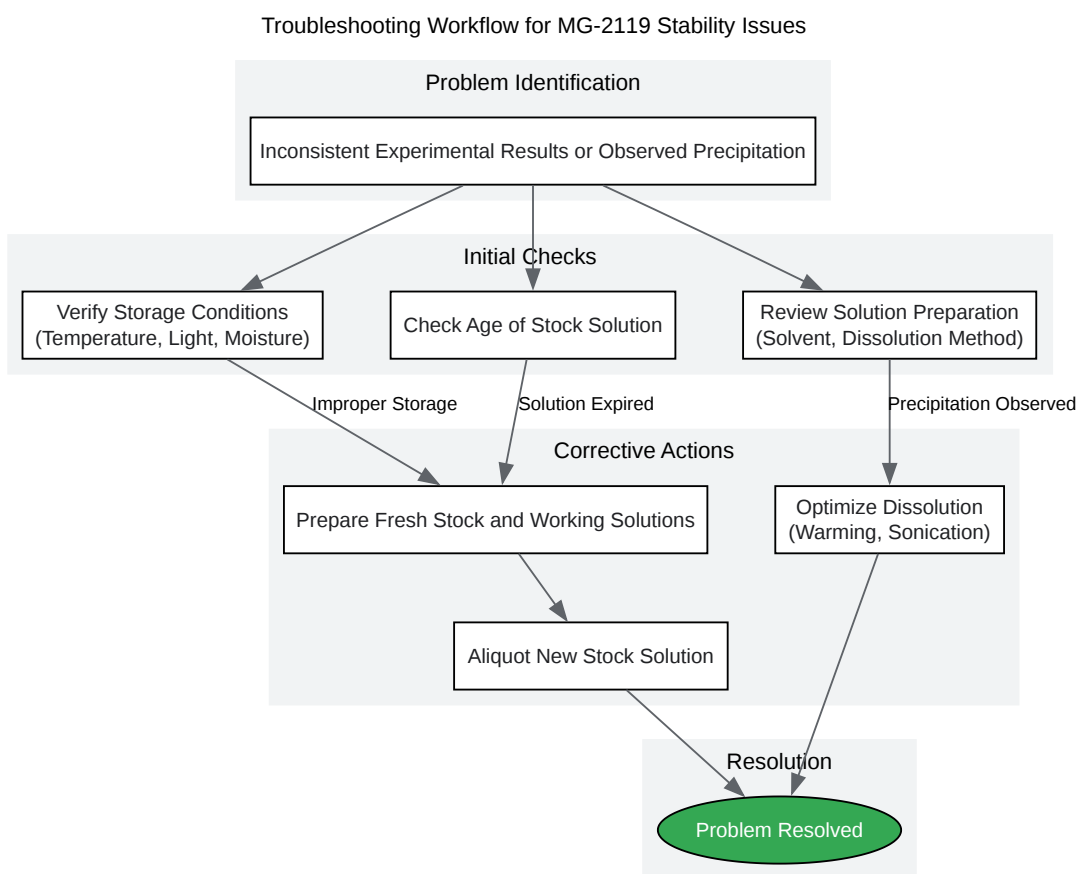 Troubleshooting Workflow for MG-2119 Stability Issues
Problem Identification
Inconsistent Experimental Results or Observed Precipitation
Initial Checks
Verify Storage Conditions
(Temperature, Light, Moisture)
Check Age of Stock Solution
Review Solution Preparation
(Solvent, Dissolution Method)
Improper Storage
Solution Expired
Precipitation Observed
Corrective Actions
Prepare Fresh Stock and Working Solutions
Optimize Dissolution
(Warming, Sonication)
Aliquot New Stock Solution
Resolution
Problem Resolved